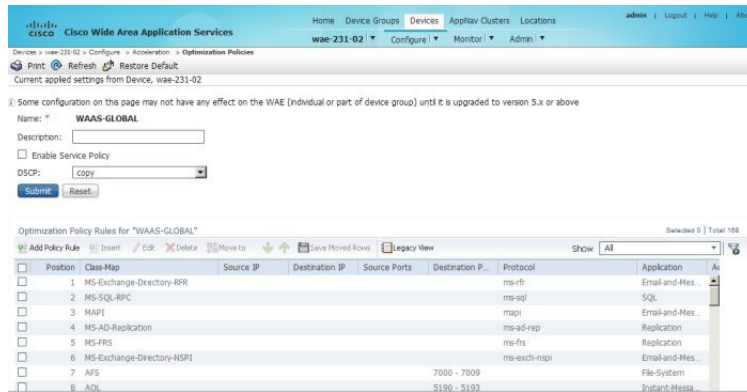 Home Device Groups Devices AppNav Clusters Locations admin | Logout | Help | Abo
cisco Cisco Wide Area Application Services
wae-231-02 Configure Monitor Admin
Devices > wae-231-02 > Configure > Acceleration > Optimization Policies
Print Refresh Restore Default
Current applied settings from Device, wae-231-02
Some configuration on this page may not have any effect on the WAE (individual or part of device group) until it is upgraded to version 5.x or above
Name: * WAAS-GLOBAL
Description:
Enable Service Policy
DSCP: copy
Submit Reset
Optimization Policy Rules for "WAAS-GLOBAL" Selected 0 | Total 166
Add Policy Rule Insert Edit Delete Move to Save Moved Rows Legacy View Show All
Position Class-Map Source IP Destination IP Source Ports Destination P... Protocol Application Ac
1 MS-Exchange-Directory-RFR ms-rfr Email-and-Mes...
2 MS-SQL-RPC ms-sql SQL
3 MAPI mapi Email-and-Mes...
4 MS-AD-Replication ms-ad-rep Replication
5 MS-FRS ms-frs Replication
6 MS-Exchange-Directory-NSPI ms-exch-nspi Email-and-Mes...
7 AFS 7000 - 7009 File-System
8 AOL 5190 - 5193 Instant-Messa...